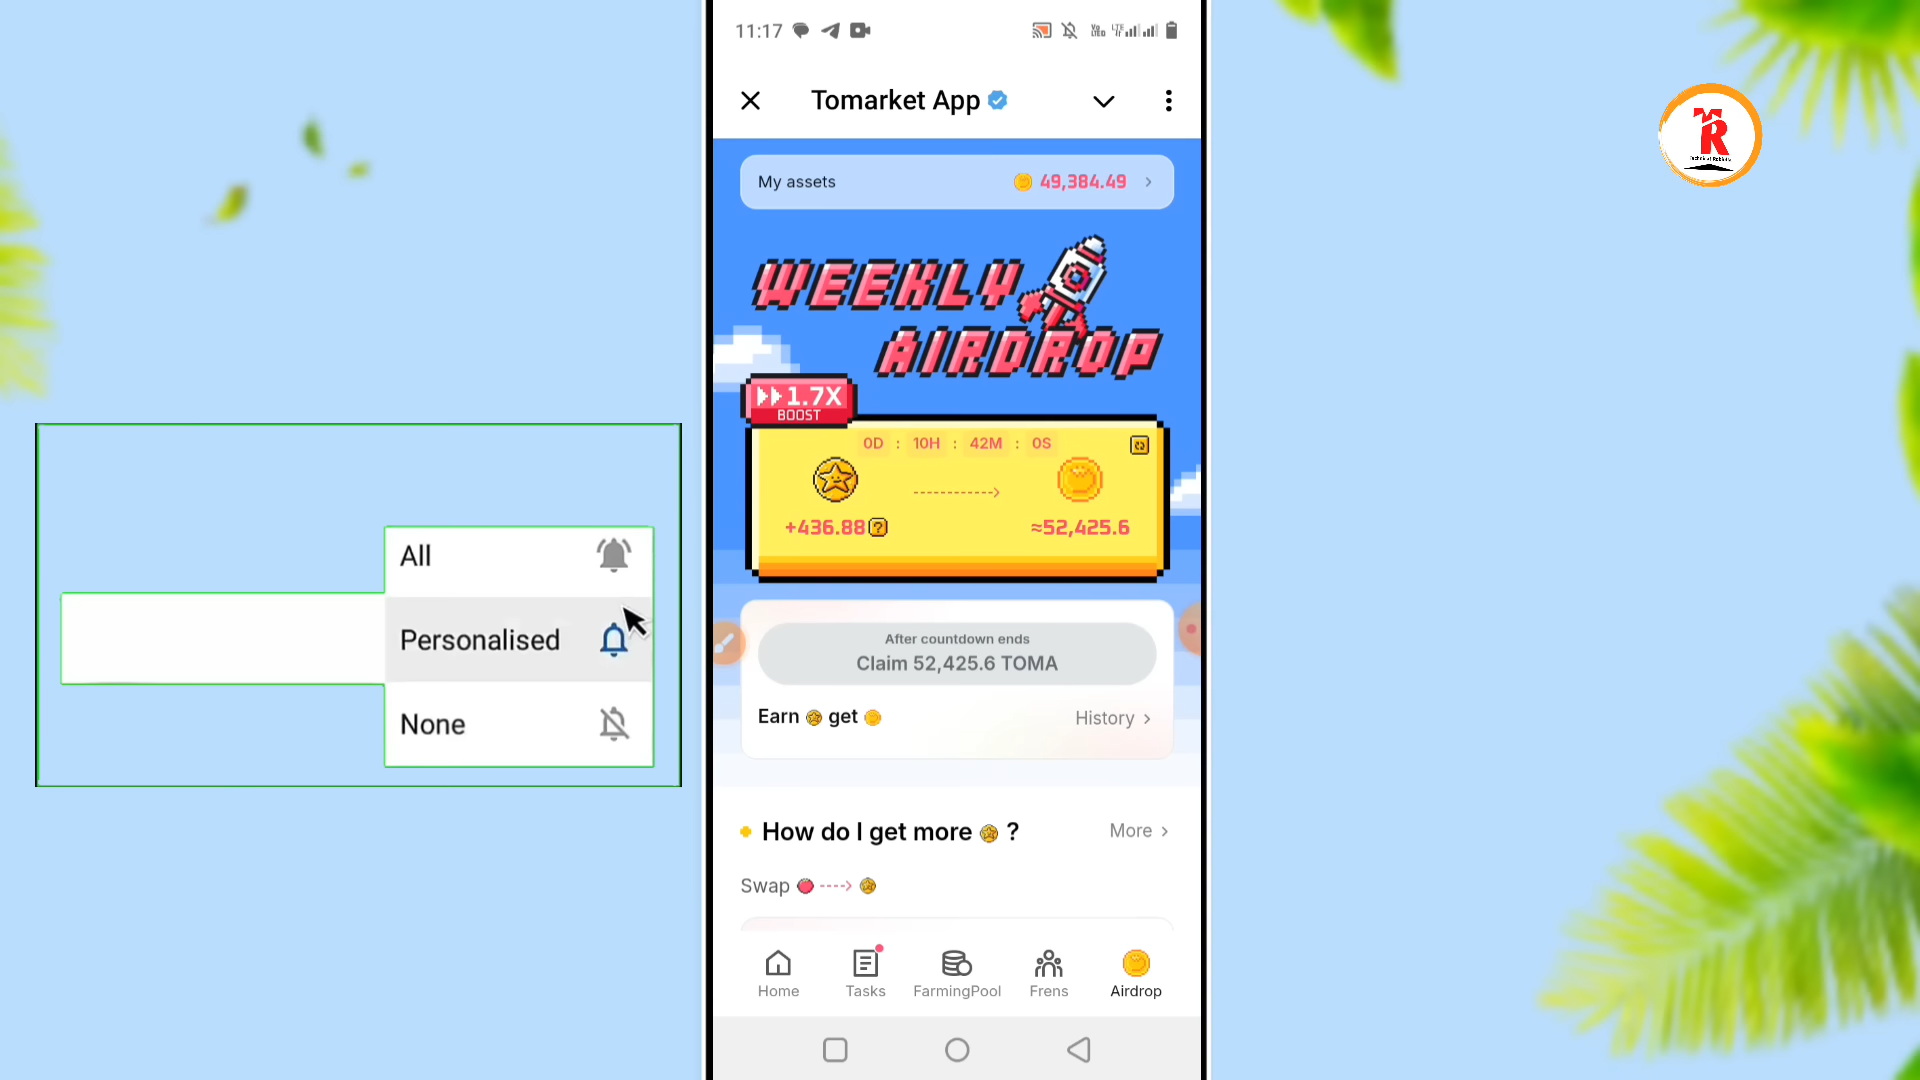 11:17
Tomarket App
My assets
49,384.49
WEEKLY
AIRDROP
1.7X
BOOST
0D : 10H : 42M : 0S
+436.88
≈52,425.6
After countdown ends
Claim 52,425.6 TOMA
Earn get
History
How do I get more ?
More
Swap
Home
Tasks
FarmingPool
Frens
Airdrop
All
Personalised
None